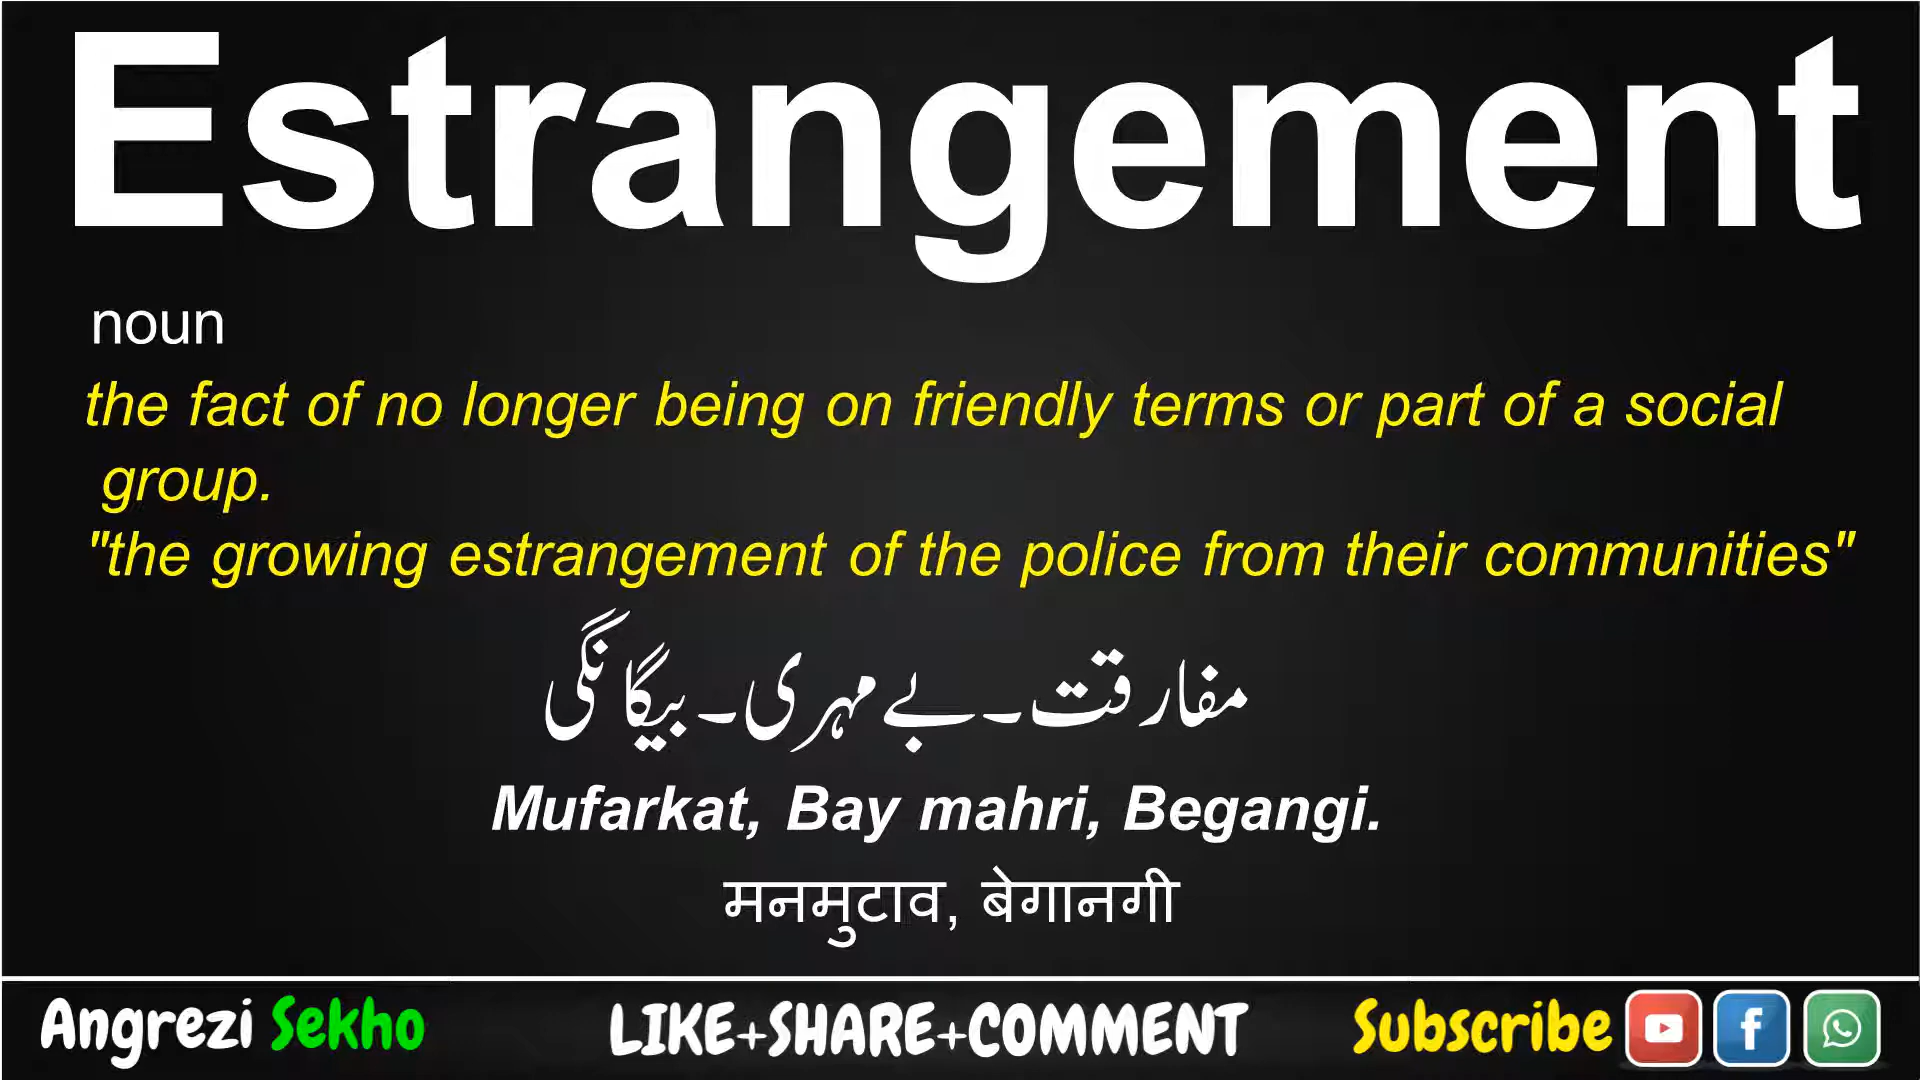 Estrangement
noun
the fact of no longer being on friendly terms or part of a social
group.
"the growing estrangement of the police from their communities"
مفارقت۔بے مہری۔بیگانگی
Mufarkat, Bay mahri, Begangi.
मनमुटाव, बेगानगी
Angrezi Sekho LIKE+SHARE+COMMENT Subscribe